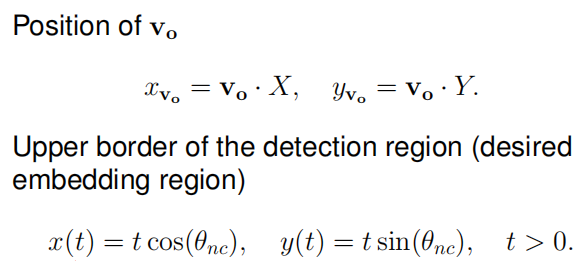 Position of v_o
x_{v_o} = v_o · X,   y_{v_o} = v_o · Y.
Upper border of the detection region (desired
embedding region)
x(t) = t cos(θ_{nc}),   y(t) = t sin(θ_{nc}),   t > 0.